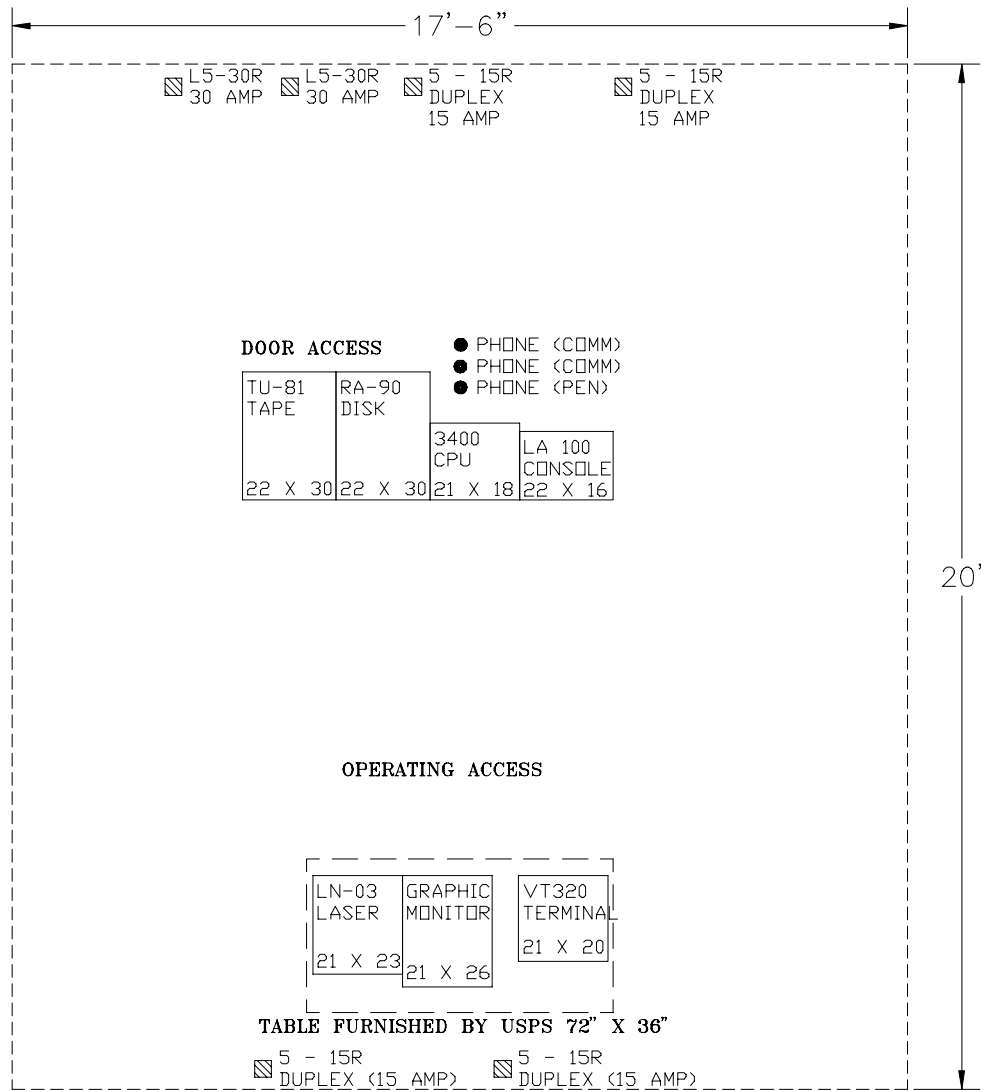 17'-6"
L5-30R
30 AMP
L5-30R
30 AMP
5 - 15R
DUPLEX
15 AMP
5 - 15R
DUPLEX
15 AMP
DOOR ACCESS
PHONE (COMM)
PHONE (COMM)
PHONE (PEN)
TU-81
TAPE
22 X 30
RA-90
DISK
22 X 30
3400
CPU
21 X 18
LA 100
CONSOLE
22 X 16
20'
OPERATING ACCESS
LN-03
LASER
21 X 23
GRAPHIC
MONITOR
21 X 26
VT320
TERMINAL
21 X 20
TABLE FURNISHED BY USPS 72" X 36"
5 - 15R
DUPLEX (15 AMP)
5 - 15R
DUPLEX (15 AMP)